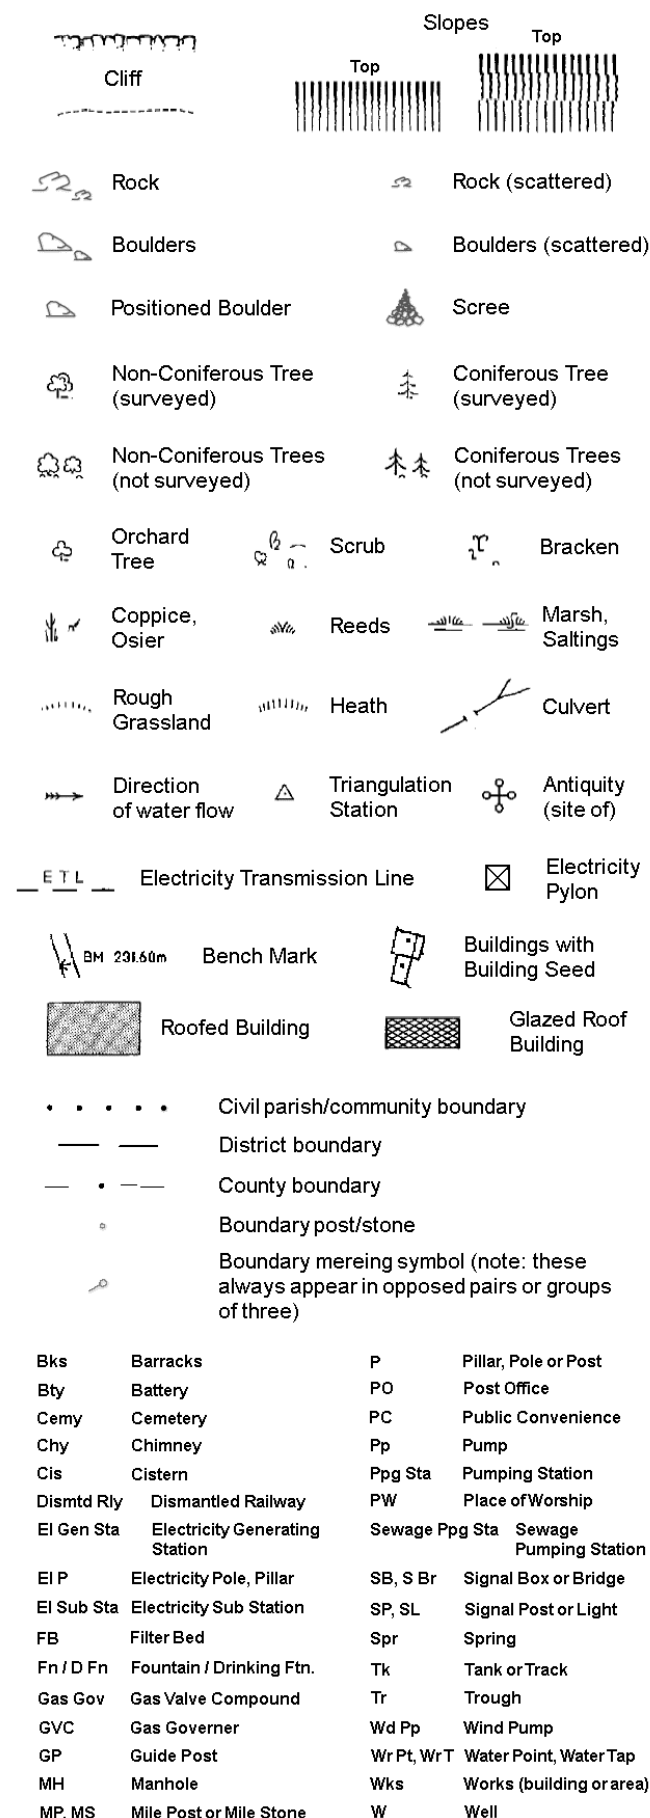 Slopes
Top
Top
Cliff
Rock
Rock (scattered)
Boulders
Boulders (scattered)
Positioned Boulder
Scree
Non-Coniferous Tree
(surveyed)
Coniferous Tree
(surveyed)
Non-Coniferous Trees
(not surveyed)
Coniferous Trees
(not surveyed)
Orchard
Tree
Scrub
Bracken
Coppice,
Osier
Reeds
Marsh,
Saltings
Rough
Grassland
Heath
Culvert
Direction
of water flow
Triangulation
Station
Antiquity
(site of)
E T L
Electricity Transmission Line
Electricity
Pylon
BM 231.60m
Bench Mark
Buildings with
Building Seed
Roofed Building
Glazed Roof
Building
Civil parish/community boundary
District boundary
County boundary
Boundary post/stone
Boundary mereing symbol (note: these
always appear in opposed pairs or groups
of three)
Bks Barracks
Bty Battery
Cemy Cemetery
Chy Chimney
Cis Cistern
Dismtd Rly Dismantled Railway
El Gen Sta Electricity Generating
Station
El P Electricity Pole, Pillar
El Sub Sta Electricity Sub Station
FB Filter Bed
Fn / D Fn Fountain / Drinking Ftn.
Gas Gov Gas Valve Compound
GVC Gas Governer
GP Guide Post
MH Manhole
MP, MS Mile Post or Mile Stone
P Pillar, Pole or Post
PO Post Office
PC Public Convenience
Pp Pump
Ppg Sta Pumping Station
PW Place of Worship
Sewage Ppg Sta Sewage
Pumping Station
SB, S Br Signal Box or Bridge
SP, SL Signal Post or Light
Spr Spring
Tk Tank or Track
Tr Trough
Wd Pp Wind Pump
Wr Pt, Wr T Water Point, Water Tap
Wks Works (building or area)
W Well